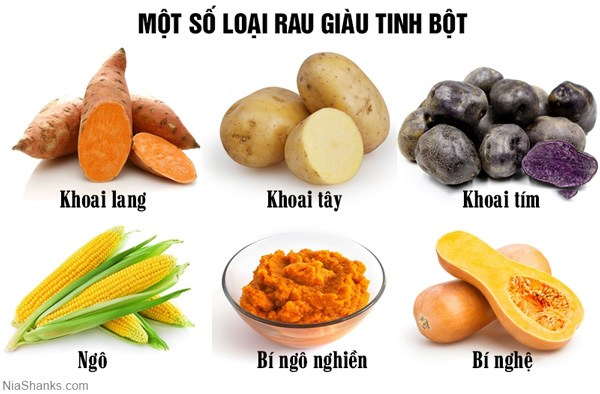 MỘT SỐ LOẠI RAU GIÀU TINH BỘT
Khoai lang
Khoai tây
Khoai tím
Ngô
Bí ngô nghiền
Bí nghệ
NiaShanks.com